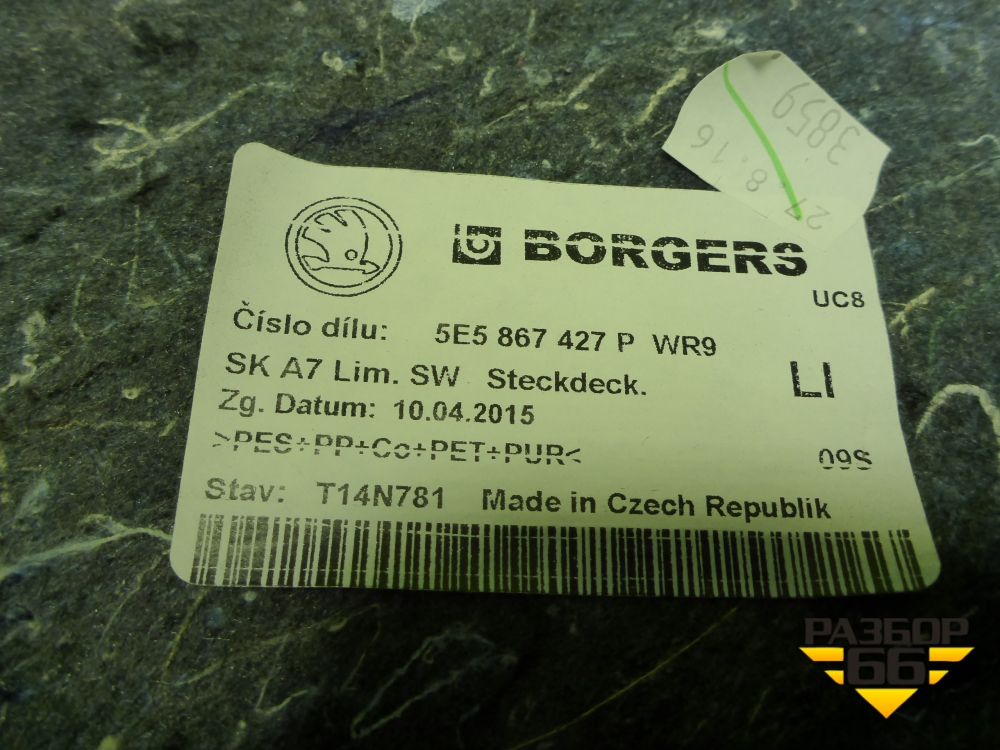 3859
27.8.16
BORGERS
UC8
Číslo dílu: 5E5 867 427 P WR9
SK A7 Lim. SW Steckdeck.
LI
Zg. Datum: 10.04.2015
>PES+PP+Co+PET+PUR<
09S
Stav: T14N781 Made in Czech Republik
РАЗБОР
66